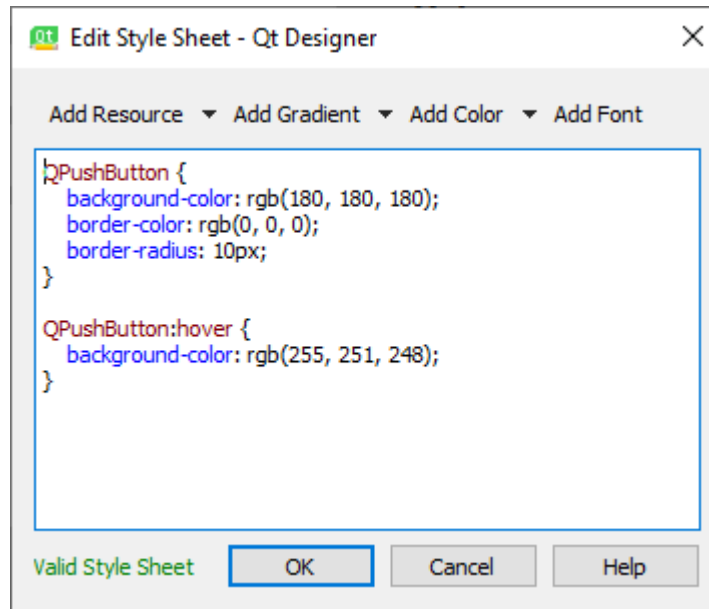 Qt Edit Style Sheet - Qt Designer
Add Resource Add Gradient Add Color Add Font
QPushButton {
background-color: rgb(180, 180, 180);
border-color: rgb(0, 0, 0);
border-radius: 10px;
}
QPushButton:hover {
background-color: rgb(255, 251, 248);
}
Valid Style Sheet OK Cancel Help